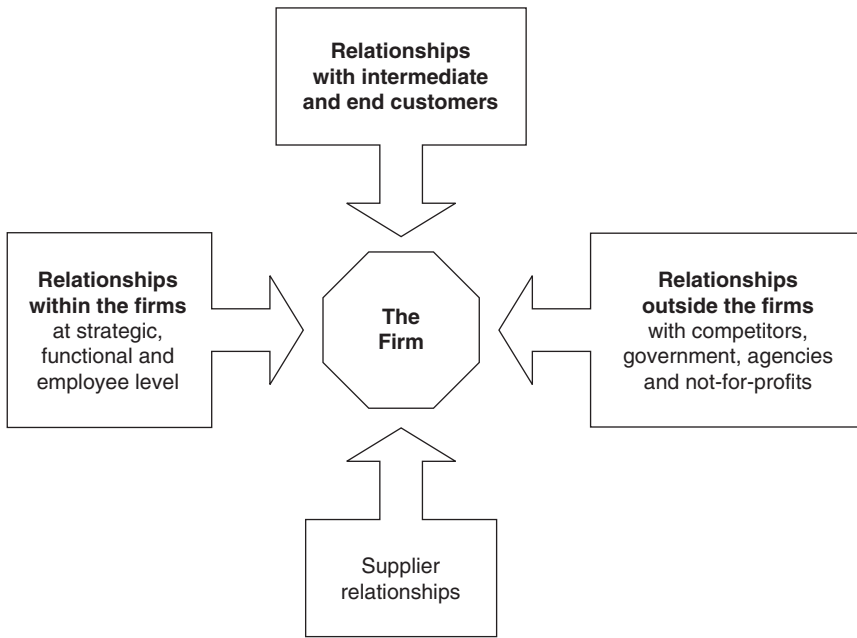 Relationships
with intermediate
and end customers
Relationships
within the firms
at strategic,
functional and
employee level
The
Firm
Relationships
outside the firms
with competitors,
government, agencies
and not-for-profits
Supplier
relationships